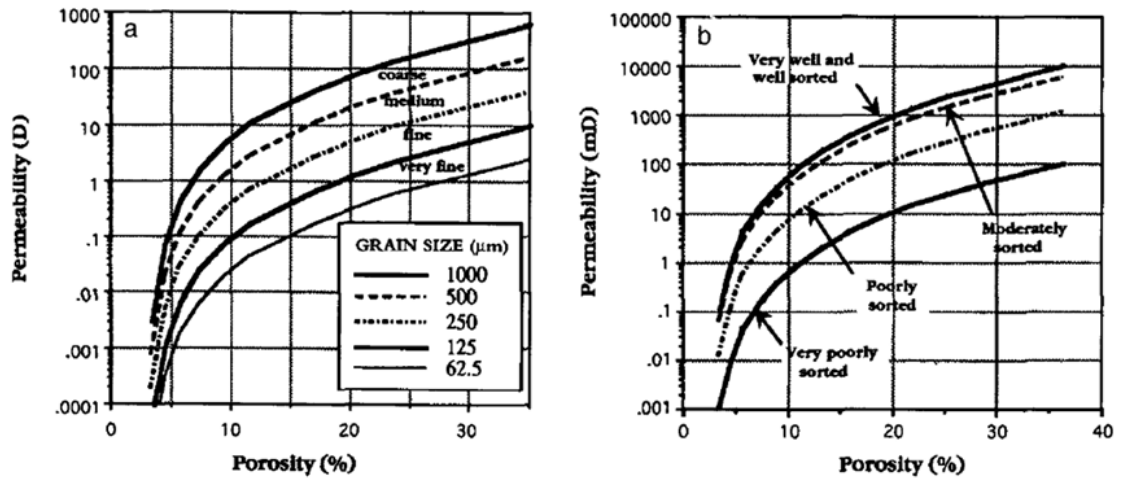 a
Permeability (D)
1000
100
10
1
.1
.01
.001
.0001
coarse
medium
fine
very fine
GRAIN SIZE (μm)
1000
500
250
125
62.5
0
10
20
30
Porosity (%)
b
Permeability (mD)
100000
10000
1000
100
10
1
.1
.01
.001
Very well and
well sorted
Moderately
sorted
Poorly
sorted
Very poorly
sorted
0
10
20
30
40
Porosity (%)